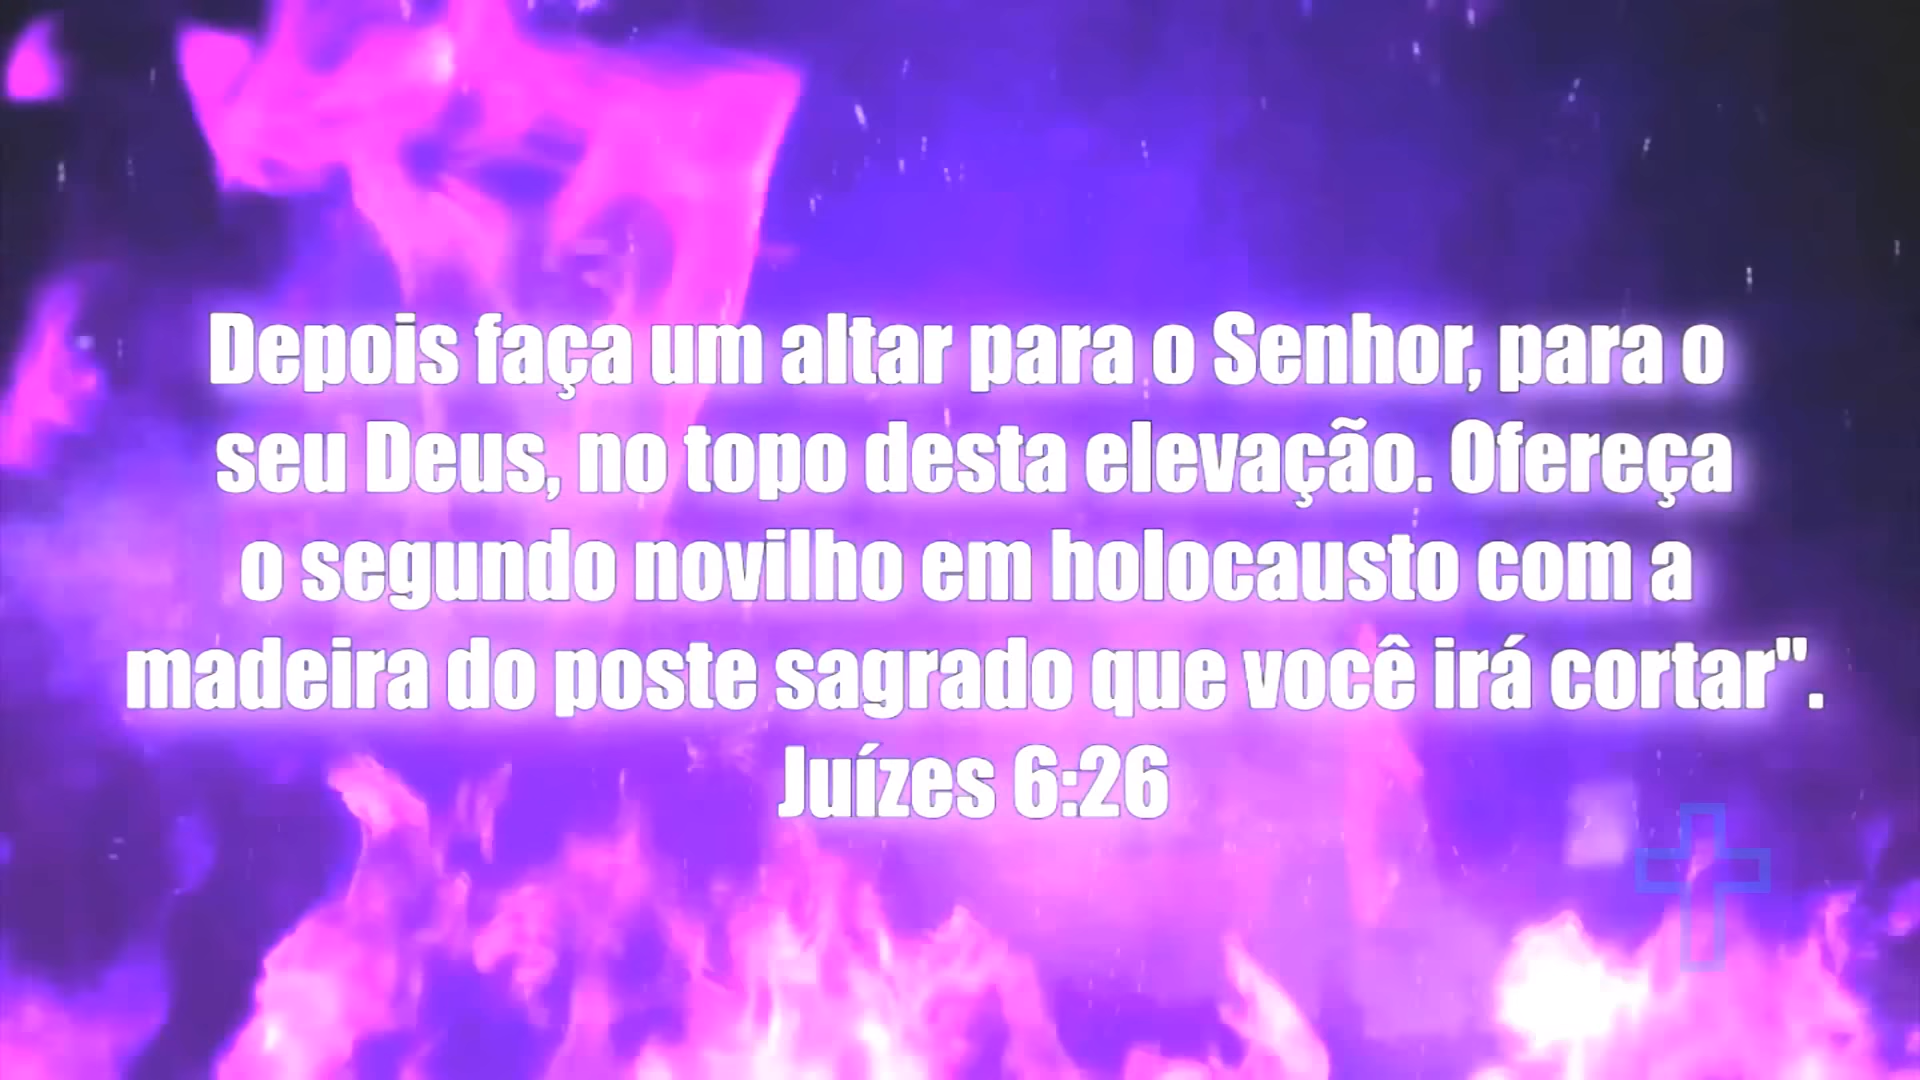 Depois faça um altar para o Senhor, para o
seu Deus, no topo desta elevação. Ofereça
o segundo novilho em holocausto com a
madeira do poste sagrado que você irá cortar".
Juízes 6:26